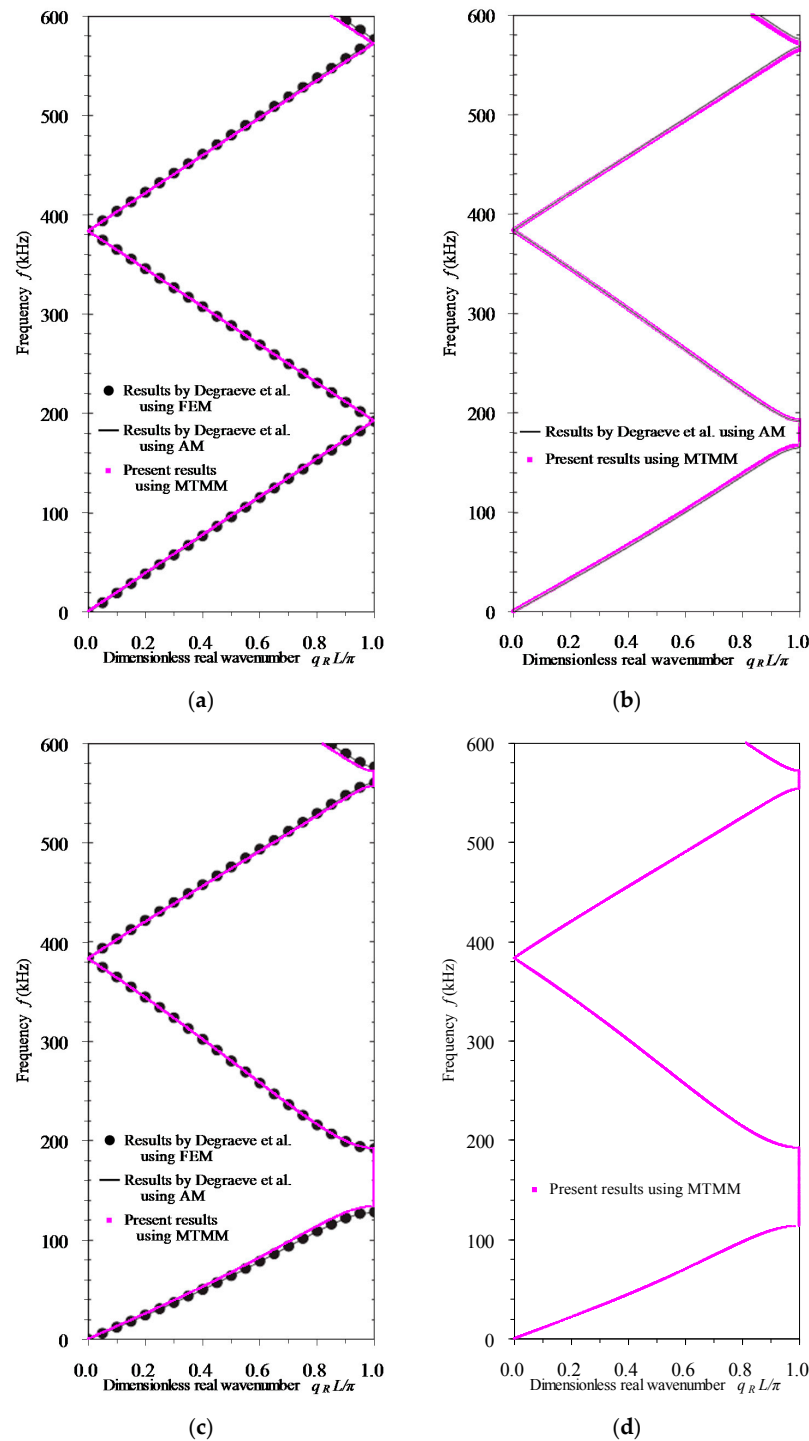 600
500
400
300
200
100
0
Frequency f (kHz)
Results by Degraeve et al.
using FEM
Results by Degraeve et al.
using AM
Present results
using MTMM
0.0 0.2 0.4 0.6 0.8 1.0
Dimensionless real wavenumber q R L/π
(a)
600
500
400
300
200
100
0
Frequency f (kHz)
Results by Degraeve et al. using AM
Present results using MTMM
0.0 0.2 0.4 0.6 0.8 1.0
Dimensionless real wavenumber q R L/π
(b)
600
500
400
300
200
100
0
Frequency f (kHz)
Results by Degraeve et al.
using FEM
Results by Degraeve et al.
using AM
Present results
using MTMM
0.0 0.2 0.4 0.6 0.8 1.0
Dimensionless real wavenumber q R L/π
(c)
600
500
400
300
200
100
0
Frequency f (kHz)
Present results using MTMM
0.0 0.2 0.4 0.6 0.8 1.0
Dimensionless real wavenumber q R L/π
(d)